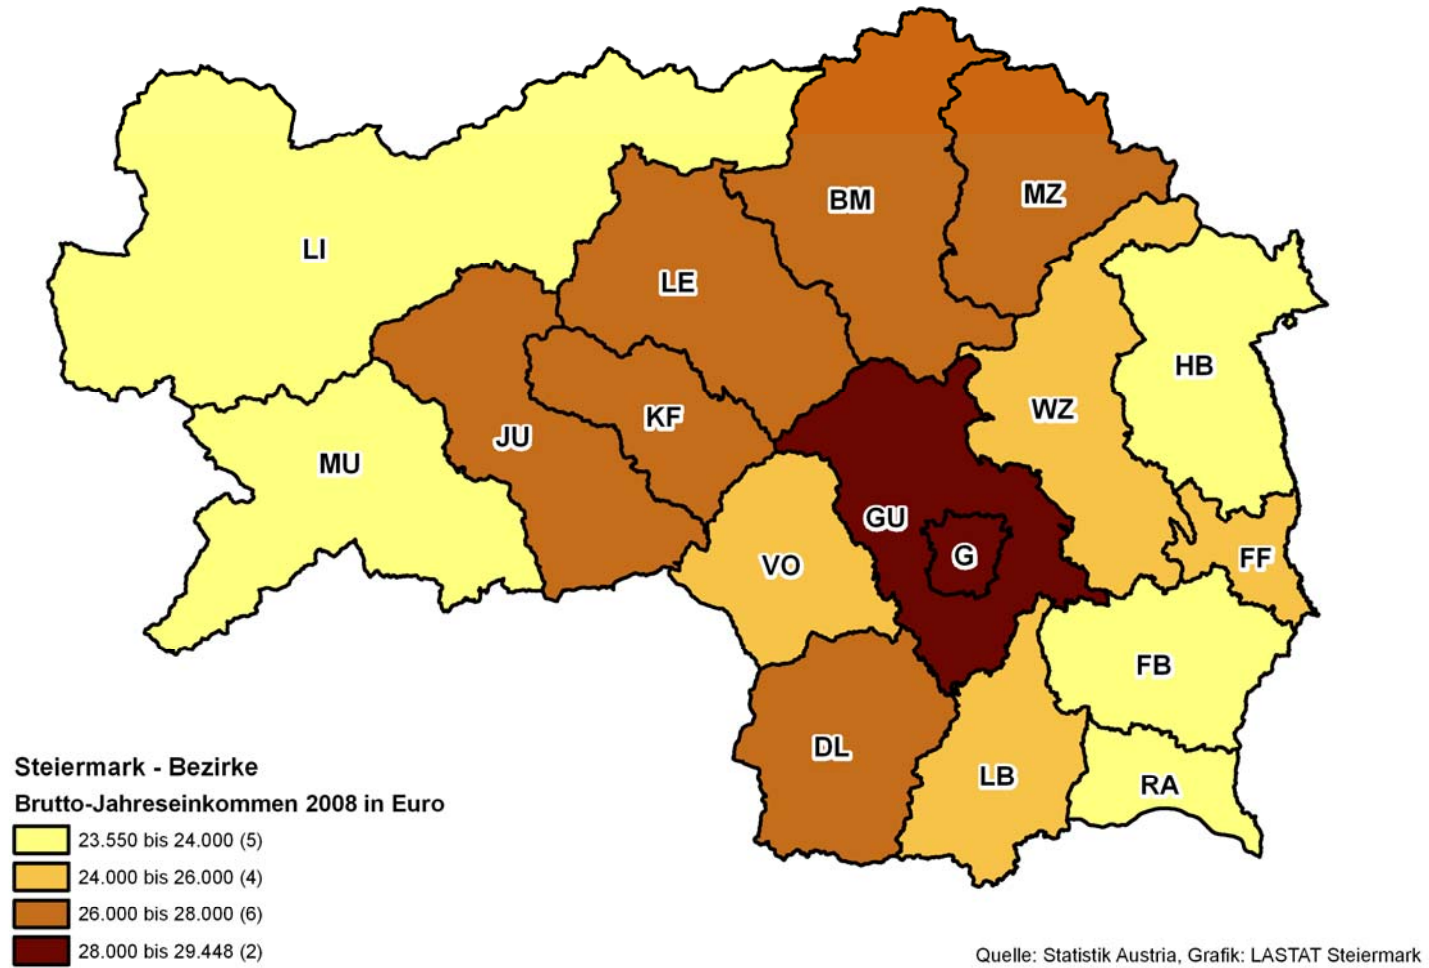 BM
MZ
LI
LE
HB
WZ
KF
JU
MU
GU
G
FF
VO
FB
DL
LB
RA
Steiermark - Bezirke
Brutto-Jahreseinkommen 2008 in Euro
23.550 bis 24.000 (5)
24.000 bis 26.000 (4)
26.000 bis 28.000 (6)
28.000 bis 29.448 (2)
Quelle: Statistik Austria, Grafik: LASTAT Steiermark